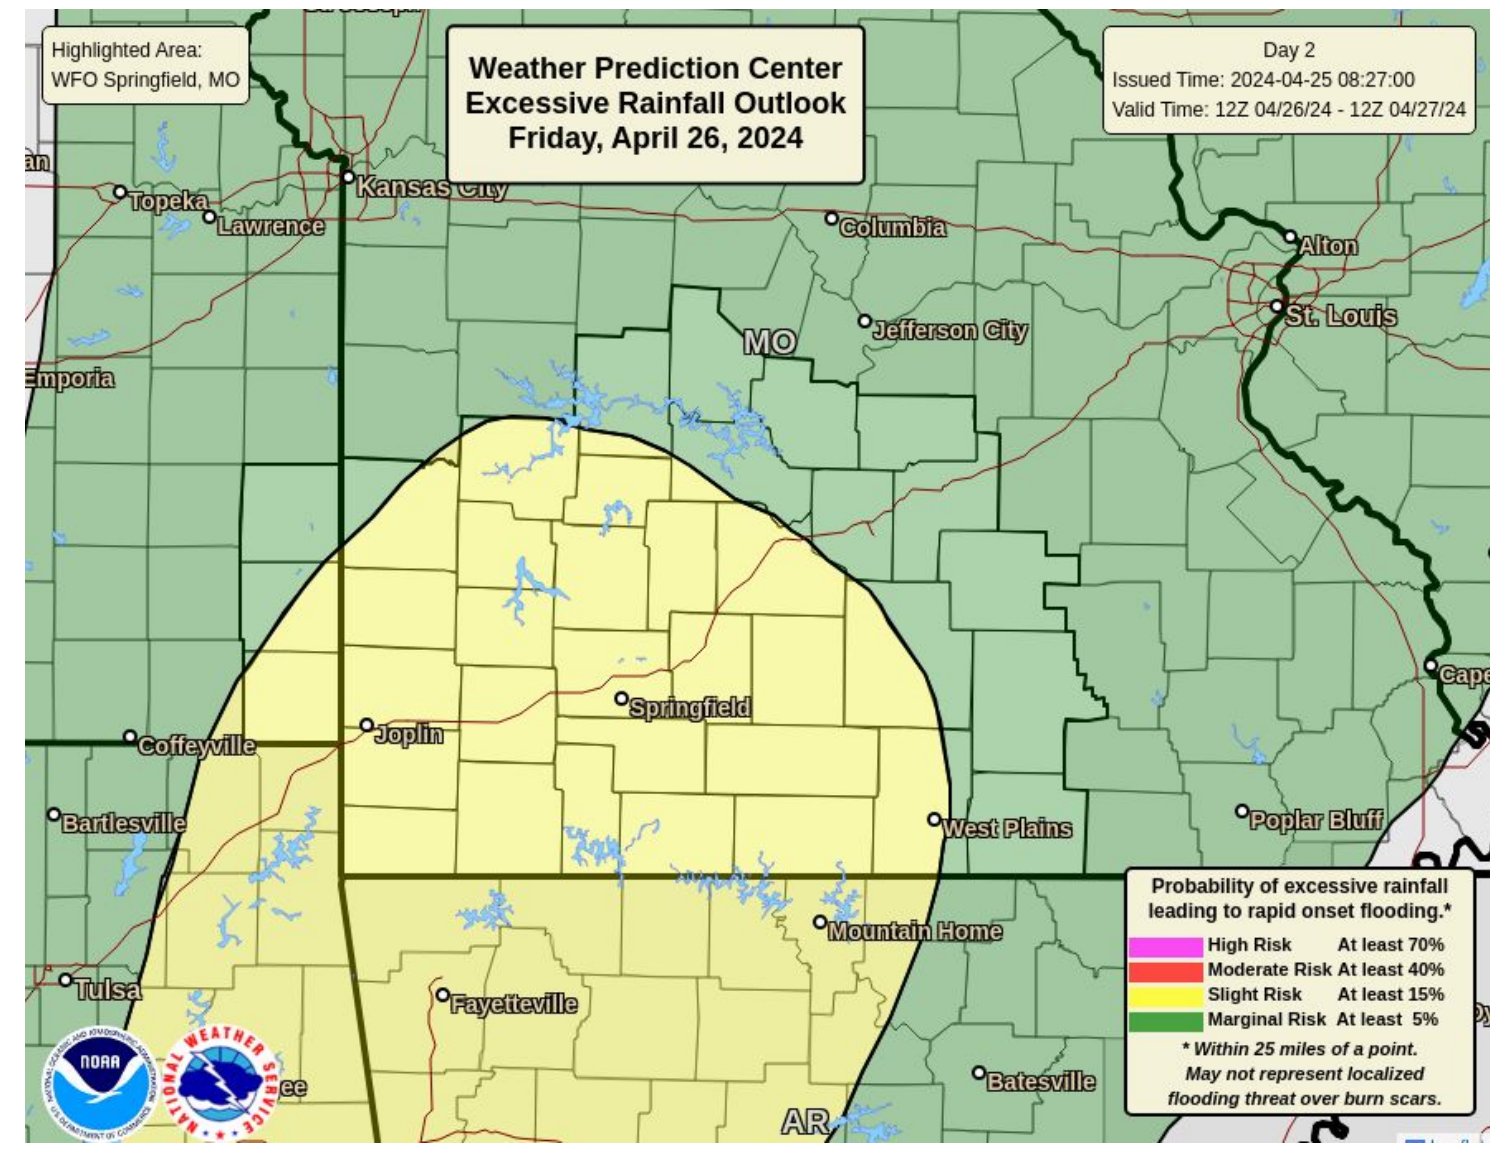 Highlighted Area:
WFO Springfield, MO
Weather Prediction Center
Excessive Rainfall Outlook
Friday, April 26, 2024
Day 2
Issued Time: 2024-04-25 08:27:00
Valid Time: 12Z 04/26/24 - 12Z 04/27/24
an
Topeka
Lawrence
Kansas City
Columbia
Alton
St. Louis
Jefferson City
MO
Emporia
Cape
Springfield
Joplin
Coffeyville
Bartlesville
West Plains
Poplar Bluff
Mountain Home
Tulsa
Fayetteville
Batesville
AR
ee
Probability of excessive rainfall
leading to rapid onset flooding.*
High Risk At least 70%
Moderate Risk At least 40%
Slight Risk At least 15%
Marginal Risk At least 5%
* Within 25 miles of a point.
May not represent localized
flooding threat over burn scars.
NOAA
NATIONAL WEATHER SERVICE